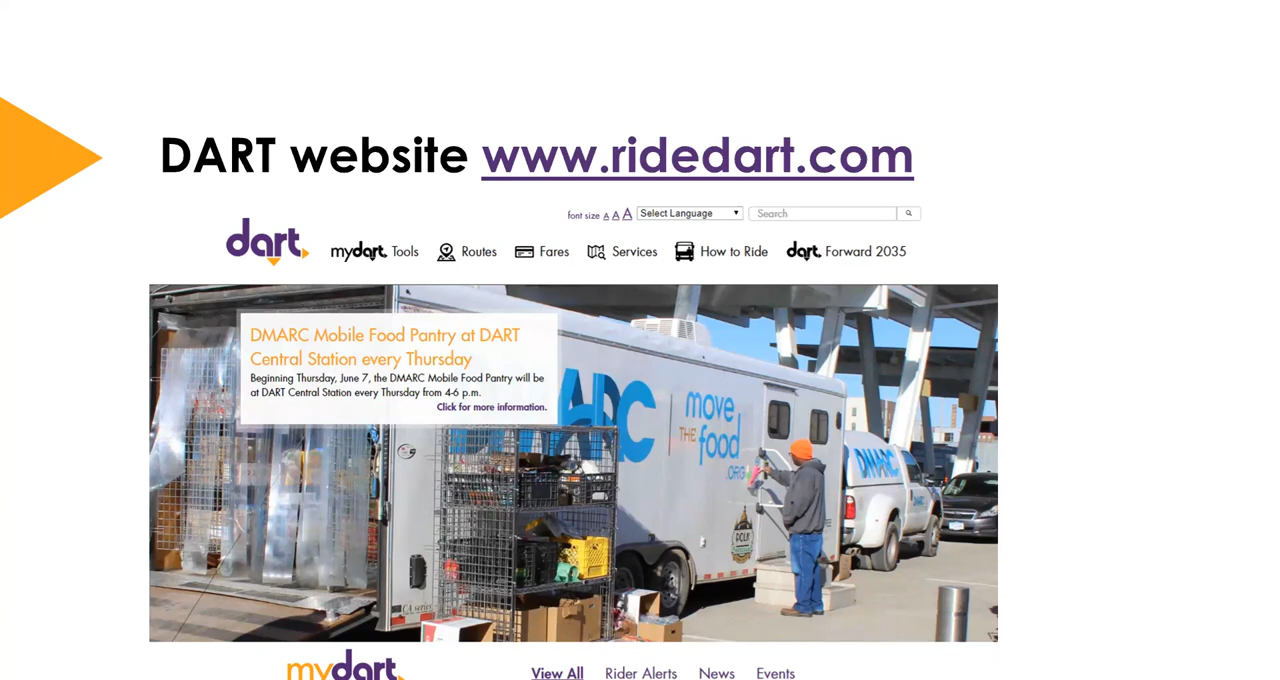 DART website www.ridedart.com
font size A A A Select Language Search
dart
mydart Tools Routes Fares Services How to Ride dart Forward 2035
DMARC Mobile Food Pantry at DART
Central Station every Thursday
Beginning Thursday, June 7, the DMARC Mobile Food Pantry will be
at DART Central Station every Thursday from 4-6 p.m.
Click for more information.
ARC
move
THE
food
.ORG
DMARC
mydart
View All Rider Alerts News Events